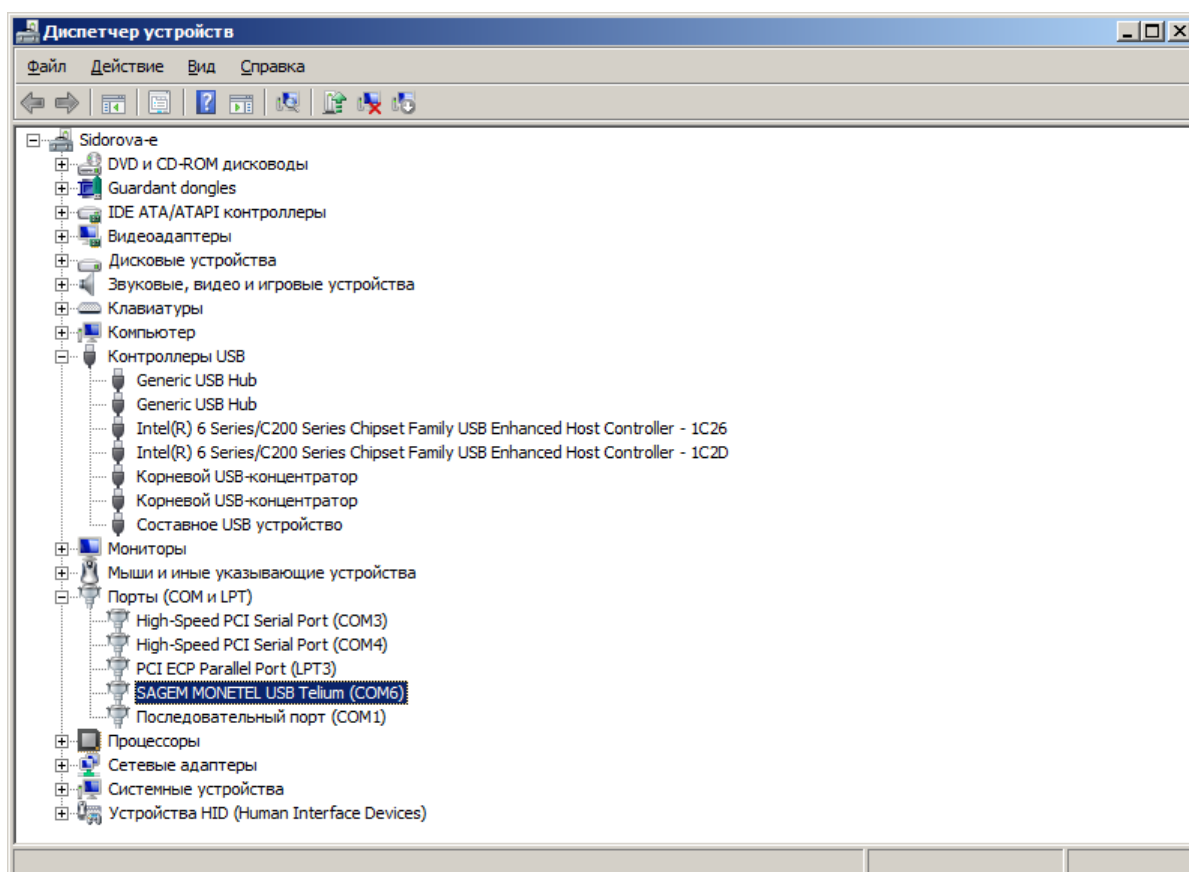 Диспетчер устройств
Файл Действие Вид Справка
Sidorova-e
DVD и CD-ROM дисководы
Guardant dongles
IDE ATA/ATAPI контроллеры
Видеоадаптеры
Дисковые устройства
Звуковые, видео и игровые устройства
Клавиатуры
Компьютер
Контроллеры USB
Generic USB Hub
Generic USB Hub
Intel(R) 6 Series/C200 Series Chipset Family USB Enhanced Host Controller - 1C26
Intel(R) 6 Series/C200 Series Chipset Family USB Enhanced Host Controller - 1C2D
Корневой USB-концентратор
Корневой USB-концентратор
Составное USB устройство
Мониторы
Мыши и иные указывающие устройства
Порты (COM и LPT)
High-Speed PCI Serial Port (COM3)
High-Speed PCI Serial Port (COM4)
PCI ECP Parallel Port (LPT3)
SAGEM MONETEL USB Telium (COM6)
Последовательный порт (COM1)
Процессоры
Сетевые адаптеры
Системные устройства
Устройства HID (Human Interface Devices)